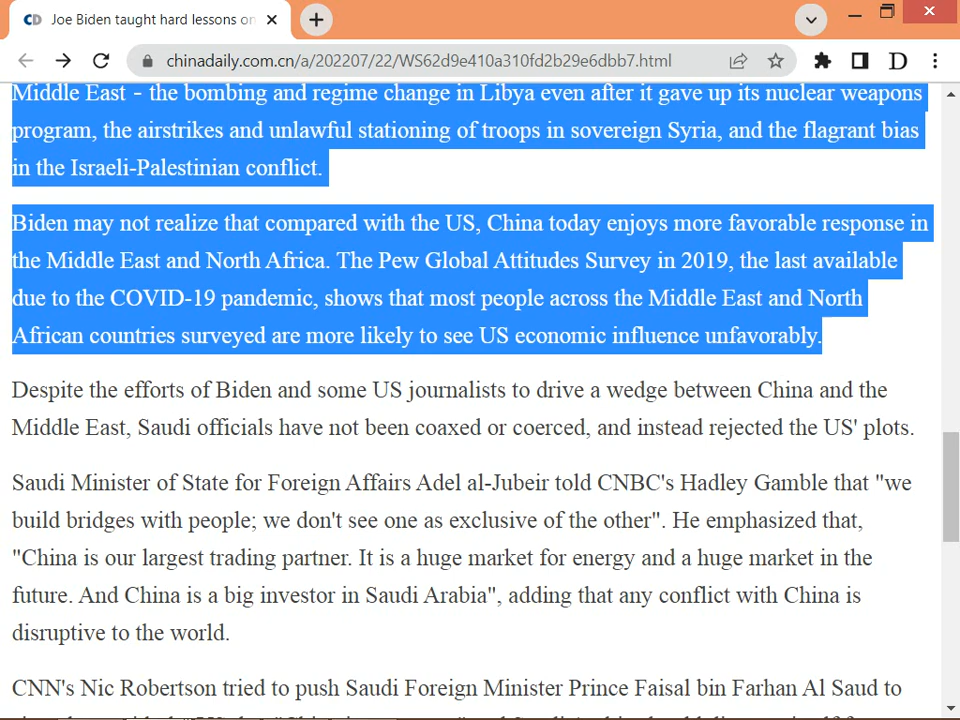 CD Joe Biden taught hard lessons on
chinadaily.com.cn/a/202207/22/WS62d9e410a310fd2b29e6dbb7.html D
Middle East - the bombing and regime change in Libya even after it gave up its nuclear weapons
program, the airstrikes and unlawful stationing of troops in sovereign Syria, and the flagrant bias
in the Israeli-Palestinian conflict.
Biden may not realize that compared with the US, China today enjoys more favorable response in
the Middle East and North Africa. The Pew Global Attitudes Survey in 2019, the last available
due to the COVID-19 pandemic, shows that most people across the Middle East and North
African countries surveyed are more likely to see US economic influence unfavorably.
Despite the efforts of Biden and some US journalists to drive a wedge between China and the
Middle East, Saudi officials have not been coaxed or coerced, and instead rejected the US' plots.
Saudi Minister of State for Foreign Affairs Adel al-Jubeir told CNBC's Hadley Gamble that "we
build bridges with people; we don't see one as exclusive of the other". He emphasized that,
"China is our largest trading partner. It is a huge market for energy and a huge market in the
future. And China is a big investor in Saudi Arabia", adding that any conflict with China is
disruptive to the world.
CNN's Nic Robertson tried to push Saudi Foreign Minister Prince Faisal bin Farhan Al Saud to